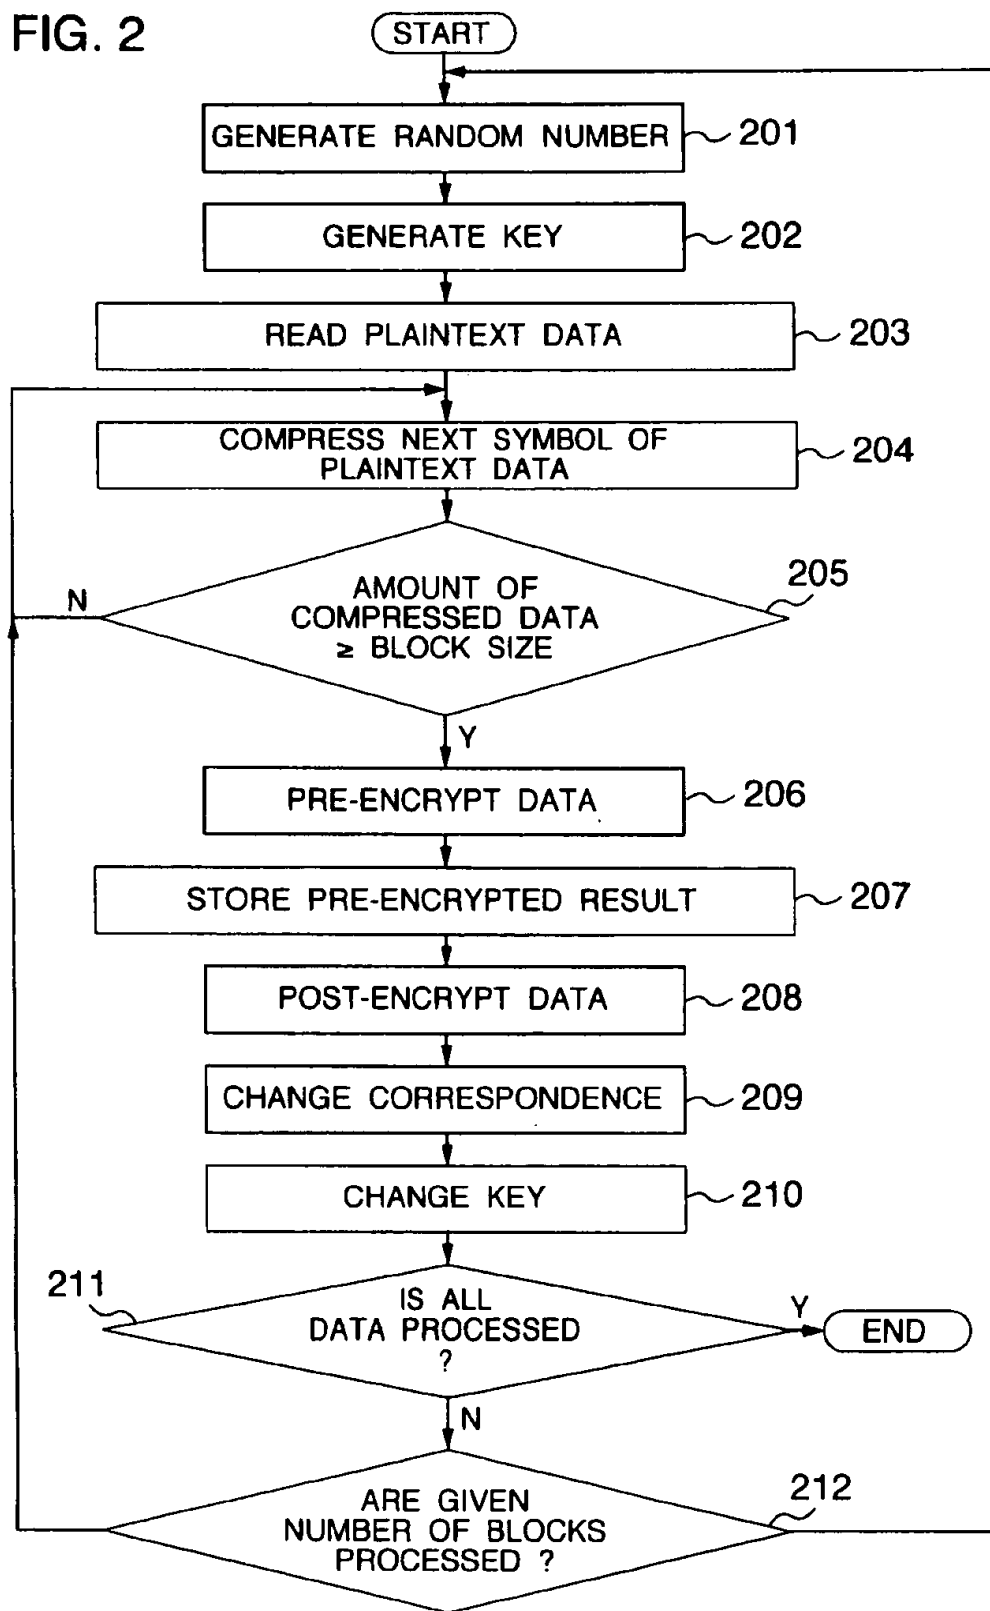 FIG. 2
START
GENERATE RANDOM NUMBER
201
GENERATE KEY
202
READ PLAINTEXT DATA
203
COMPRESS NEXT SYMBOL OF
PLAINTEXT DATA
204
AMOUNT OF
COMPRESSED DATA
≥ BLOCK SIZE
205
N
Y
PRE-ENCRYPT DATA
206
STORE PRE-ENCRYPTED RESULT
207
POST-ENCRYPT DATA
208
CHANGE CORRESPONDENCE
209
CHANGE KEY
210
211
IS ALL
DATA PROCESSED
?
Y
END
N
ARE GIVEN
NUMBER OF BLOCKS
PROCESSED ?
212